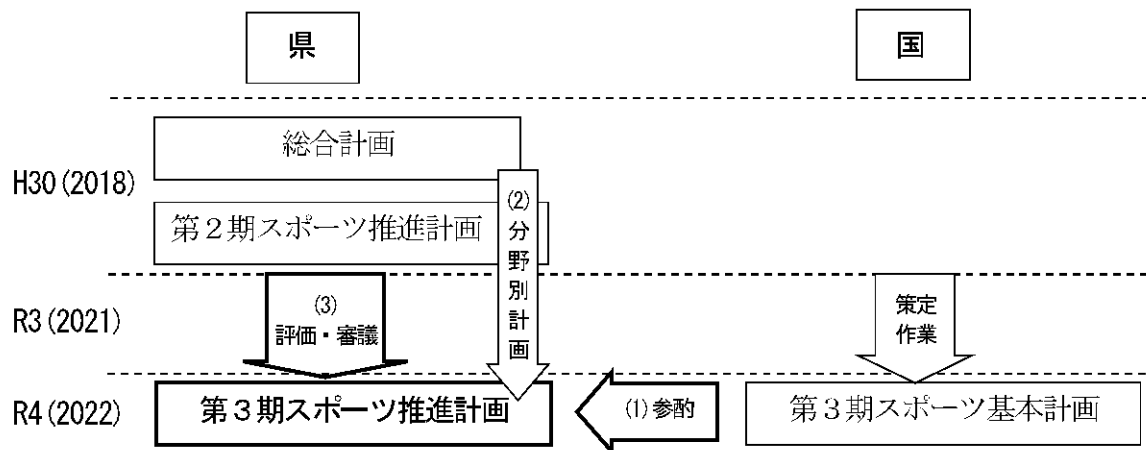 県
国
H30(2018)
総合計画
第２期スポーツ推進計画
(2)
分野別計画
R3(2021)
(3)
評価・審議
策定
作業
R4(2022)
第３期スポーツ推進計画
(1)参酌
第３期スポーツ基本計画